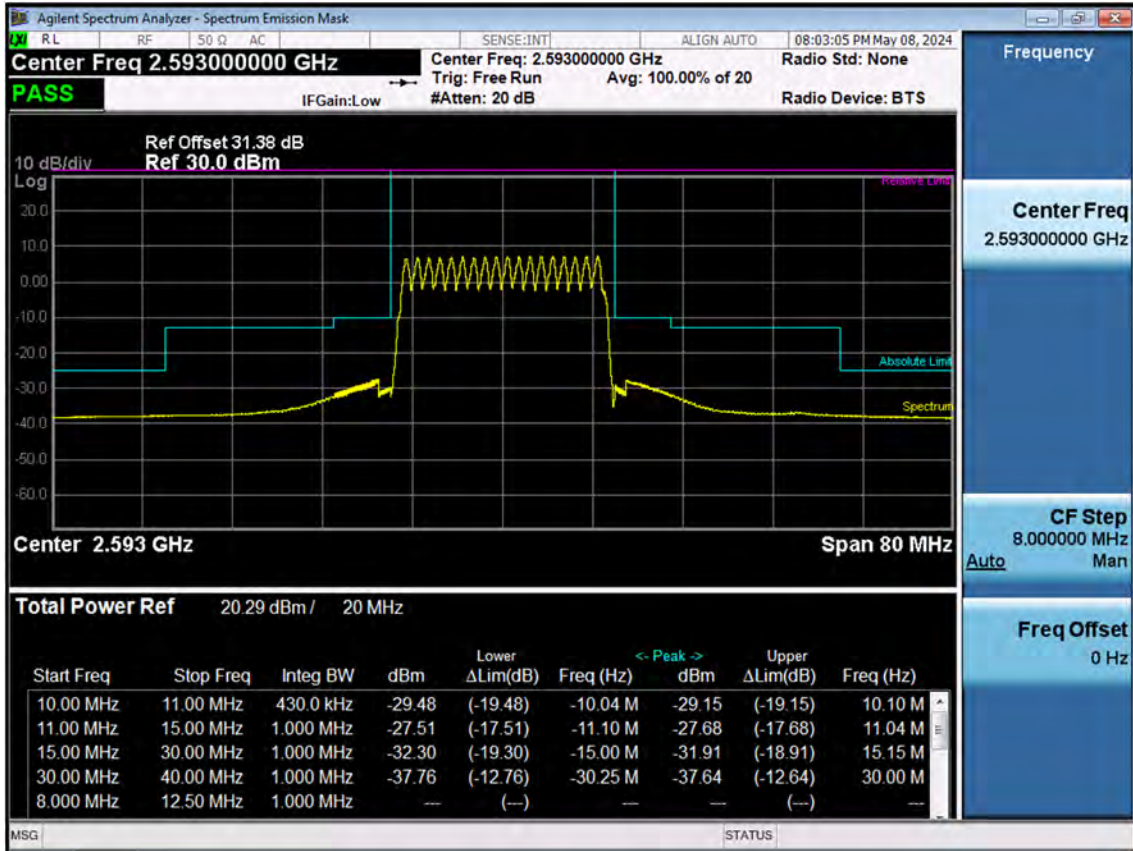 Agilent Spectrum Analyzer - Spectrum Emission Mask
LXI RL RF 50 Ω AC SENSE:INT ALIGN AUTO 08:03:05 PM May 08, 2024
Center Freq 2.593000000 GHz Center Freq: 2.593000000 GHz Radio Std: None
Trig: Free Run Avg: 100.00% of 20
PASS IFGain:Low #Atten: 20 dB Radio Device: BTS
Frequency
Ref Offset 31.38 dB
10 dB/div Ref 30.0 dBm
Log
Relative Limit
20.0
10.0
0.00
-10.0
-20.0
Absolute Limit
-30.0
Spectrum
-40.0
-50.0
-60.0
Center 2.593 GHz Span 80 MHz
Center Freq
2.593000000 GHz
CF Step
8.000000 MHz
Auto Man
Freq Offset
0 Hz
Total Power Ref 20.29 dBm / 20 MHz
Lower <- Peak -> Upper
Start Freq Stop Freq Integ BW dBm ΔLim(dB) Freq (Hz) dBm ΔLim(dB) Freq (Hz)
10.00 MHz 11.00 MHz 430.0 kHz -29.48 (-19.48) -10.04 M -29.15 (-19.15) 10.10 M
11.00 MHz 15.00 MHz 1.000 MHz -27.51 (-17.51) -11.10 M -27.68 (-17.68) 11.04 M
15.00 MHz 30.00 MHz 1.000 MHz -32.30 (-19.30) -15.00 M -31.91 (-18.91) 15.15 M
30.00 MHz 40.00 MHz 1.000 MHz -37.76 (-12.76) -30.25 M -37.64 (-12.64) 30.00 M
8.000 MHz 12.50 MHz 1.000 MHz --- (---) --- --- (---) ---
MSG STATUS